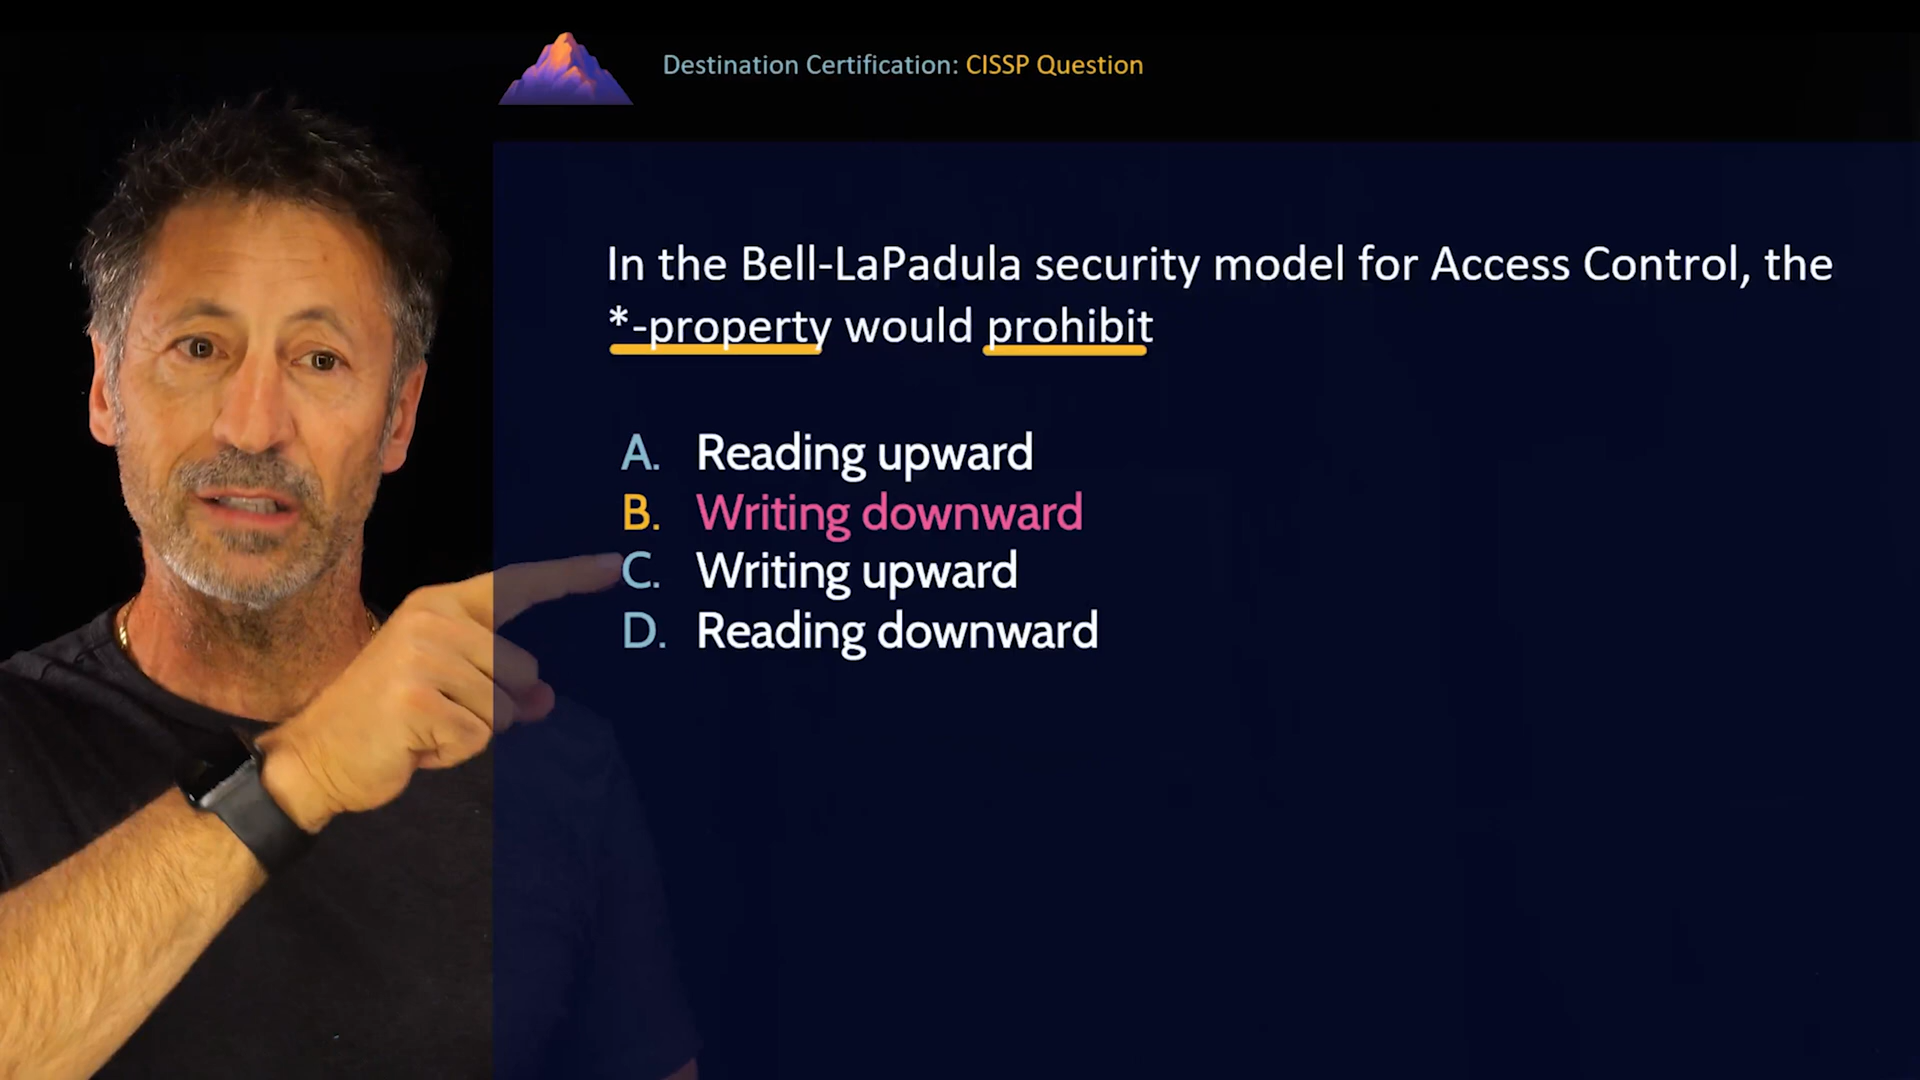 Destination Certification: CISSP Question
In the Bell-LaPadula security model for Access Control, the
*-property would prohibit
A. Reading upward
B. Writing downward
C. Writing upward
D. Reading downward